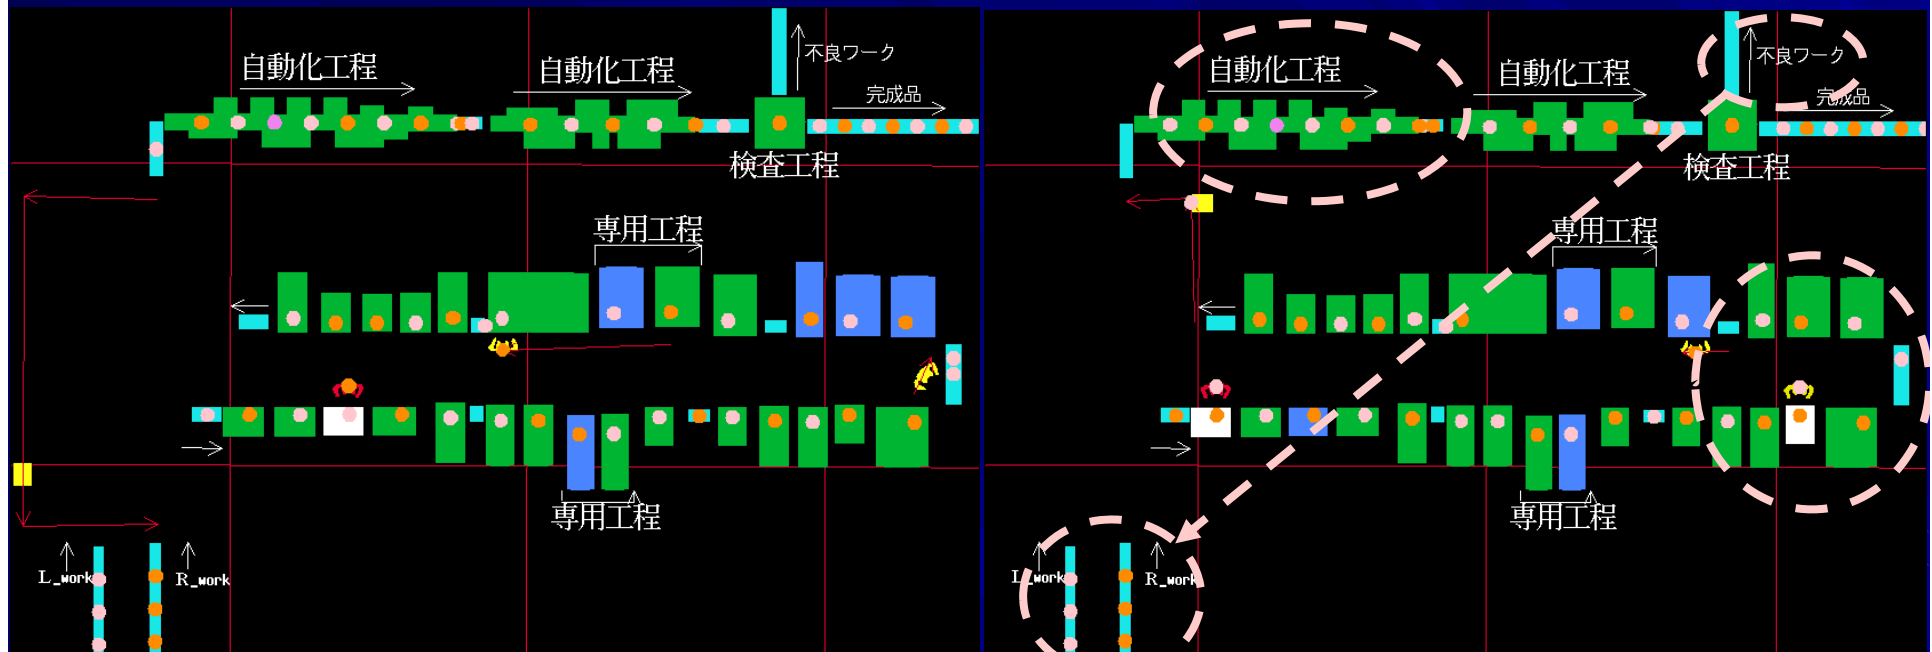 自動化工程
自動化工程
不良ワーク
完成品
検査工程
専用工程
専用工程
L_work
R_work
自動化工程
自動化工程
不良ワーク
完成品
検査工程
専用工程
専用工程
L_work
R_work